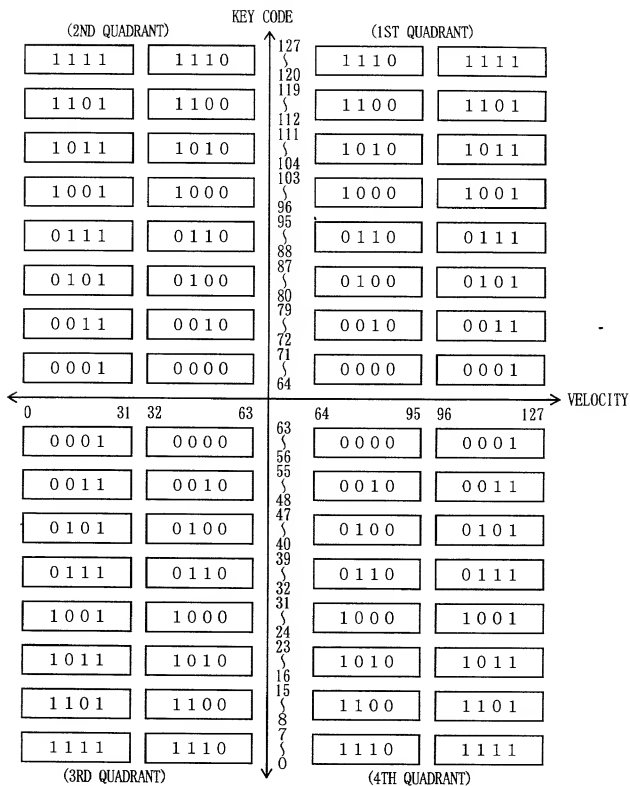 KEY CODE
(2ND QUADRANT) (1ST QUADRANT)
1111 1110 127 ~ 120 1110 1111
1101 1100 119 ~ 112 1100 1101
1011 1010 111 ~ 104 1010 1011
1001 1000 103 ~ 96 1000 1001
0111 0110 95 ~ 88 0110 0111
0101 0100 87 ~ 80 0100 0101
0011 0010 79 ~ 72 0010 0011
0001 0000 71 ~ 64 0000 0001
VELOCITY
0 31 32 63 64 95 96 127
0001 0000 63 ~ 56 0000 0001
0011 0010 55 ~ 48 0010 0011
0101 0100 47 ~ 40 0100 0101
0111 0110 39 ~ 32 0110 0111
1001 1000 31 ~ 24 1000 1001
1011 1010 23 ~ 16 1010 1011
1101 1100 15 ~ 8 1100 1101
1111 1110 7 ~ 0 1110 1111
(3RD QUADRANT) (4TH QUADRANT)